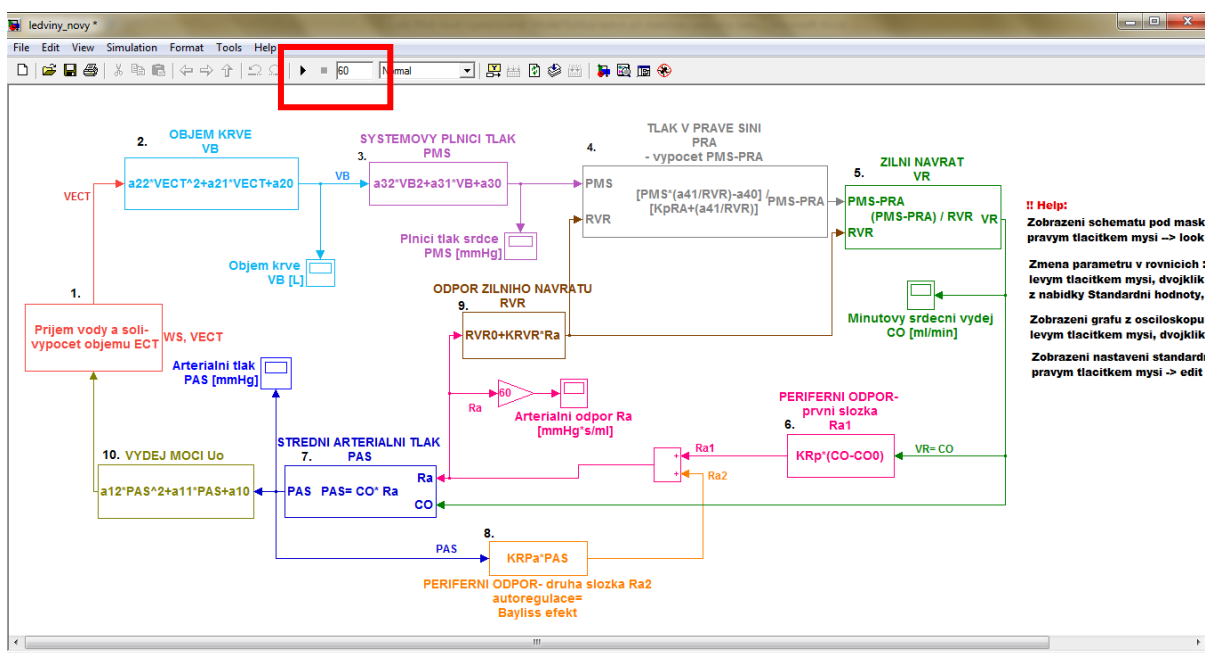 ledviny_novy *
File Edit View Simulation Format Tools Help
60
Normal
2. OBJEM KRVE
VB
a22*VECT^2+a21*VECT+a20
VECT
VB
Objem krve
VB [L]
SYSTEMOVY PLNICI TLAK
3. PMS
a32*VB2+a31*VB+a30
Plnici tlak srdce
PMS [mmHg]
4. TLAK V PRAVE SINI
PRA
- vypocet PMS-PRA
PMS
RVR
[PMS*(a41/RVR)-a40] /
[KpRA+(a41/RVR)]
PMS-PRA
5. ZILNI NAVRAT
VR
PMS-PRA
(PMS-PRA) / RVR VR
RVR
!! Help:
Zobrazeni schematu pod mask
pravym tlacitkem mysi --> look
Zmena parametru v rovnicich :
levym tlacitkem mysi, dvojklik
z nabidky Standardni hodnoty,
Zobrazeni grafu z osciloskopu
levym tlacitkem mysi, dvojklik
Zobrazeni nastaveni standardn
pravym tlacitkem mysi -> edit
1.
Prijem vody a soli-
vypocet objemu ECT
WS, VECT
ODPOR ZILNIHO NAVRATU
9. RVR
RVR0+KRVR*Ra
Minutovy srdecni vydej
CO [ml/min]
Arterialni tlak
PAS [mmHg]
60
Ra
Arterialni odpor Ra
[mmHg*s/ml]
PERIFERNI ODPOR-
prvni slozka
6. Ra1
KRp*(CO-CO0)
VR= CO
Ra1
Ra2
+
+
10. VYDEJ MOCI Uo
a12*PAS^2+a11*PAS+a10
STREDNI ARTERIALNI TLAK
7. PAS
Ra
PAS PAS= CO* Ra
CO
PAS
8.
KRPa*PAS
PERIFERNI ODPOR- druha slozka Ra2
autoregulace=
Bayliss efekt